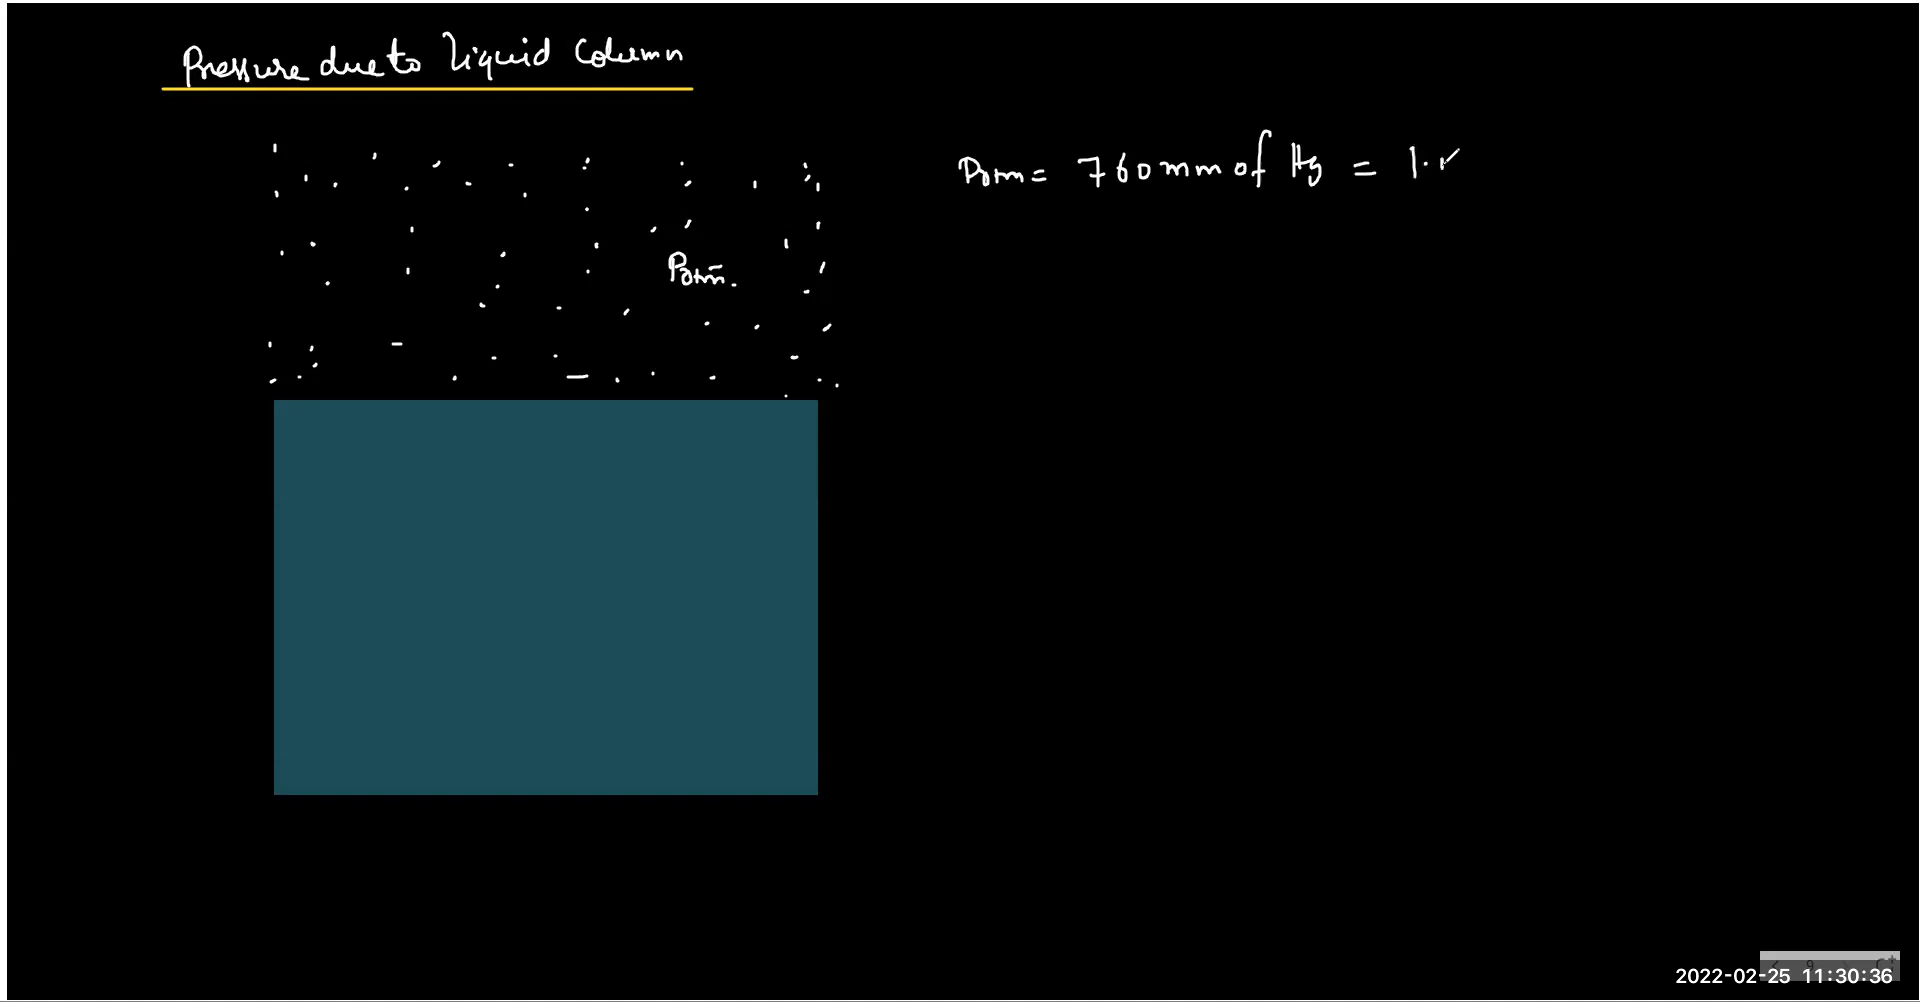 Pressure due to liquid Column
Patm = 760 mm of Hg = 1.
Patm.
2022-02-25 11:30:36